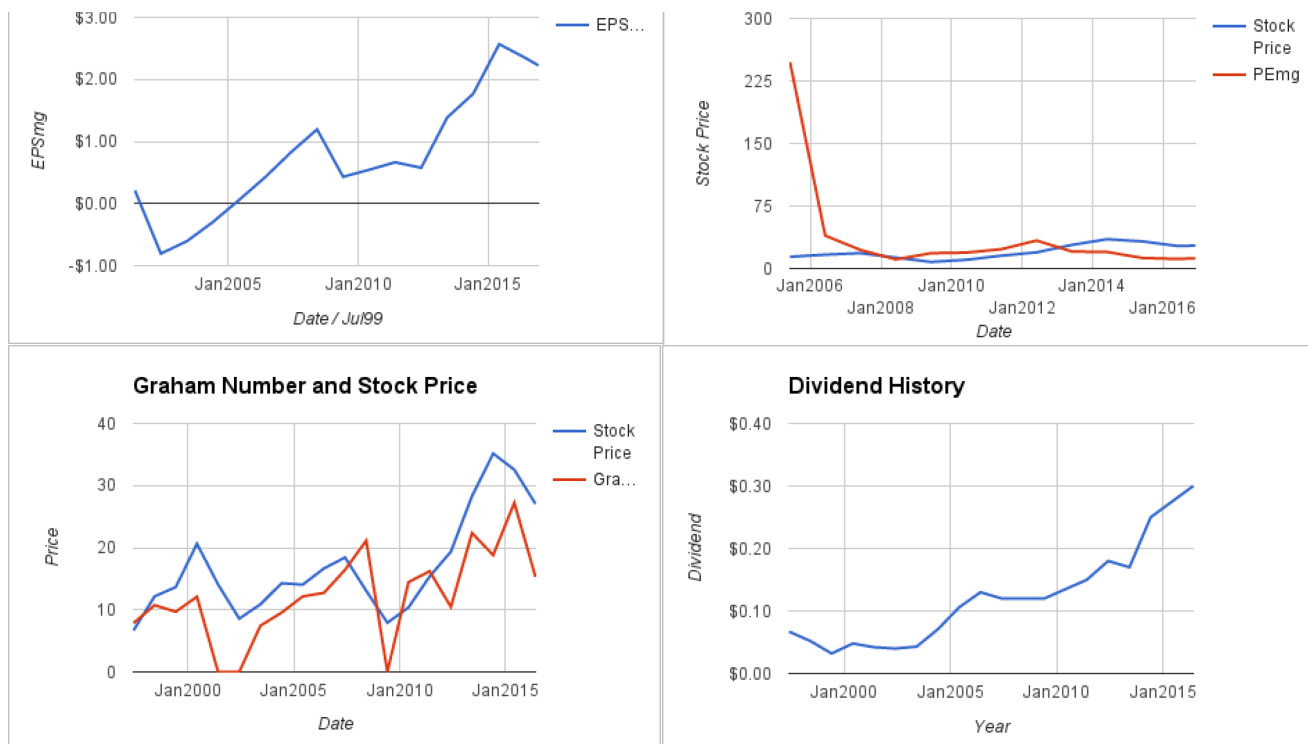 $3.00
$2.00
$1.00
$0.00
-$1.00
EPSmg
Jan2005
Jan2010
Jan2015
Date / Jul99
EPS...
300
225
150
75
0
Stock Price
Jan2006
Jan2008
Jan2010
Jan2012
Jan2014
Jan2016
Date
Stock
Price
PEmg
Graham Number and Stock Price
40
30
20
10
0
Price
Jan2000
Jan2005
Jan2010
Jan2015
Date
Stock
Price
Gra...
Dividend History
$0.40
$0.30
$0.20
$0.10
$0.00
Dividend
Jan2000
Jan2005
Jan2010
Jan2015
Year